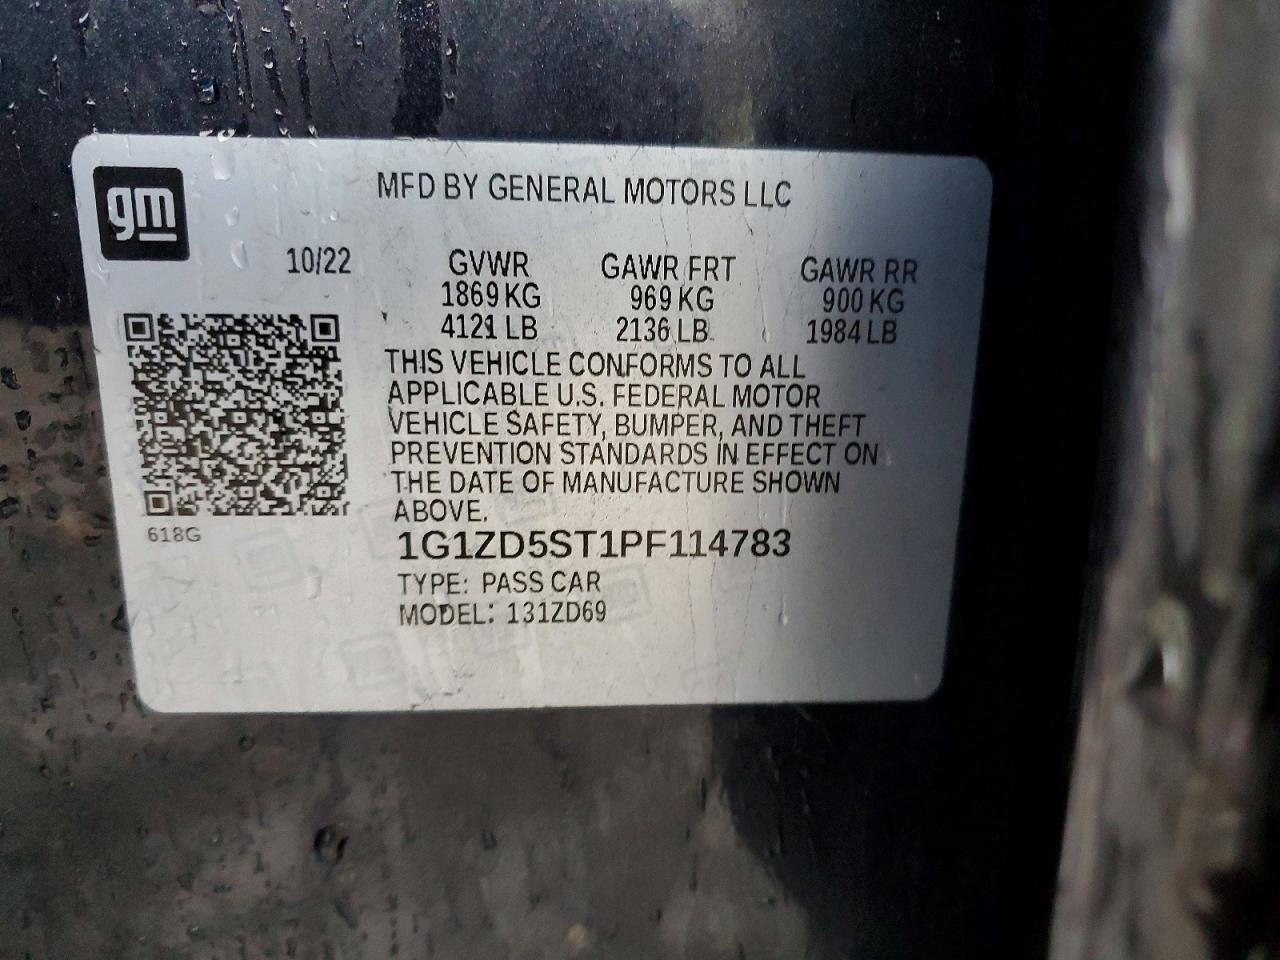 gm
MFD BY GENERAL MOTORS LLC
10/22 GVWR GAWR FRT GAWR RR
1869 KG 969 KG 900 KG
4121 LB 2136 LB 1984 LB
THIS VEHICLE CONFORMS TO ALL
APPLICABLE U.S. FEDERAL MOTOR
VEHICLE SAFETY, BUMPER, AND THEFT
PREVENTION STANDARDS IN EFFECT ON
THE DATE OF MANUFACTURE SHOWN
ABOVE.
618G
1G1ZD5ST1PF114783
TYPE: PASS CAR
MODEL: 131ZD69